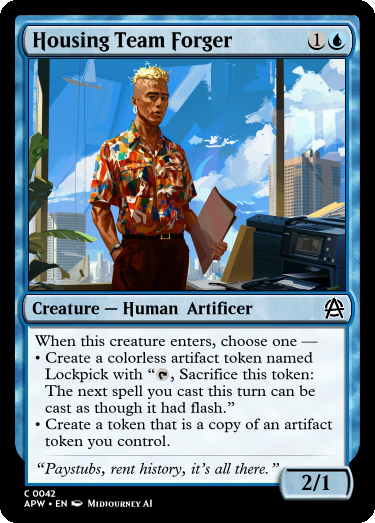 Housing Team Forger 1
Creature — Human Artificer
When this creature enters, choose one —
• Create a colorless artifact token named
Lockpick with “, Sacrifice this token:
The next spell you cast this turn can be
cast as though it had flash.”
• Create a token that is a copy of an artifact
token you control.
“Paystubs, rent history, it’s all there.”
2/1
C 0042
APW • EN Midjourney AI